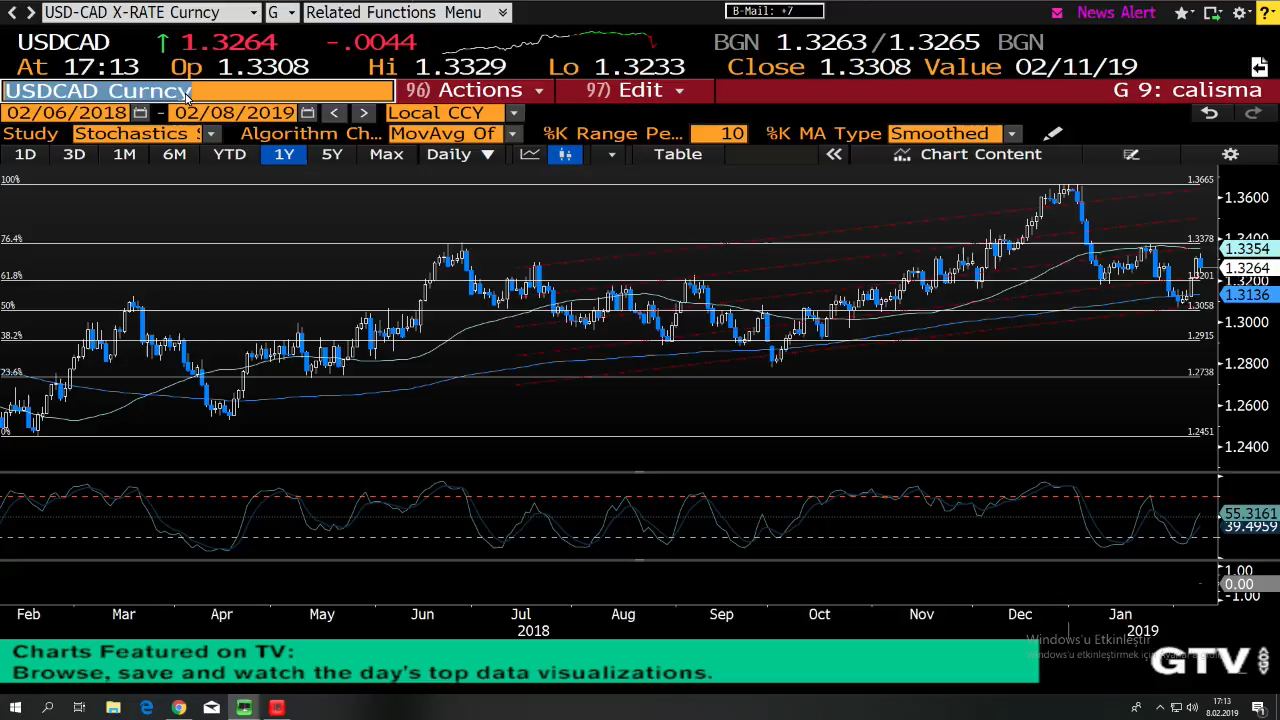 USD-CAD X-RATE Curncy G Related Functions Menu B-Mail: +7 News Alert ?
USDCAD ↑ 1.3264 -.0044 BGN 1.3263/1.3265 BGN
At 17:13 Op 1.3308 Hi 1.3329 Lo 1.3233 Close 1.3308 Value 02/11/19
USDCAD Curncy 96) Actions 97) Edit G 9: calisma
02/06/2018 - 02/08/2019 < > Local CCY
Study Stochastics S Algorithm Ch... MovAvg Of %K Range Pe... 10 %K MA Type Smoothed
1D 3D 1M 6M YTD 1Y 5Y Max Daily ▼ Table « Chart Content
100% 1.3665
1.3600
76.4% 1.3378 1.3400
1.3354
1.3264
61.8% 1.3201 1.3200
1.3136
50% 1.3058
1.3000
38.2% 1.2915
1.2800
23.6% 1.2738
1.2600
0% 1.2451
1.2400
55.3161
39.4959
1.00
0.00
-1.00
Feb Mar Apr May Jun Jul Aug Sep Oct Nov Dec Jan
2018 2019
Windows'u Etkinleştir
Charts Featured on TV:
Browse, save and watch the day's top data visualizations.
GTV
17:13
8.02.2019